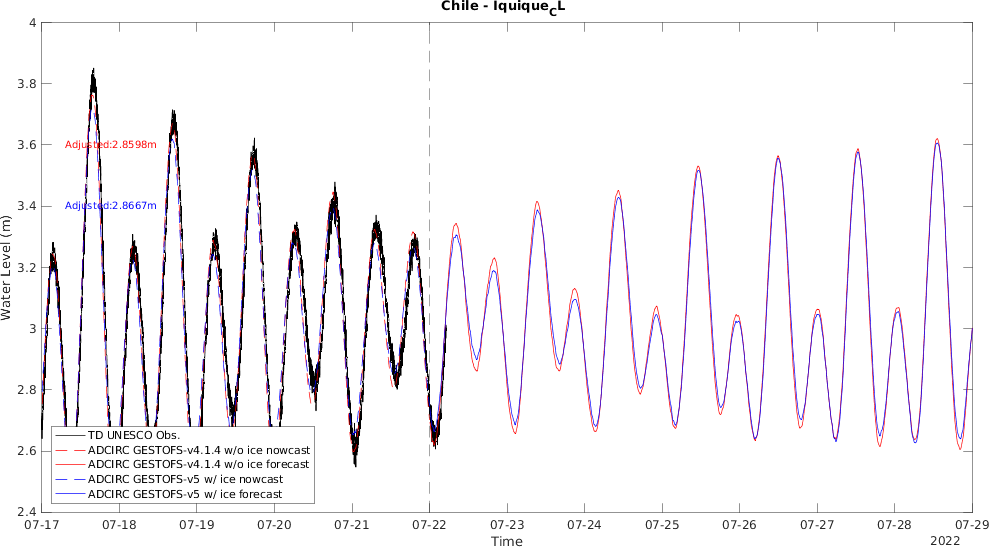 Chile - Iquique_CL
4
3.8
3.6
3.4
3.2
3
2.8
2.6
2.4
Water Level (m)
Adjusted:2.8598m
Adjusted:2.8667m
TD UNESCO Obs.
ADCIRC GESTOFS-v4.1.4 w/o ice nowcast
ADCIRC GESTOFS-v4.1.4 w/o ice forecast
ADCIRC GESTOFS-v5 w/ ice nowcast
ADCIRC GESTOFS-v5 w/ ice forecast
07-17 07-18 07-19 07-20 07-21 07-22 07-23 07-24 07-25 07-26 07-27 07-28 07-29
Time
2022